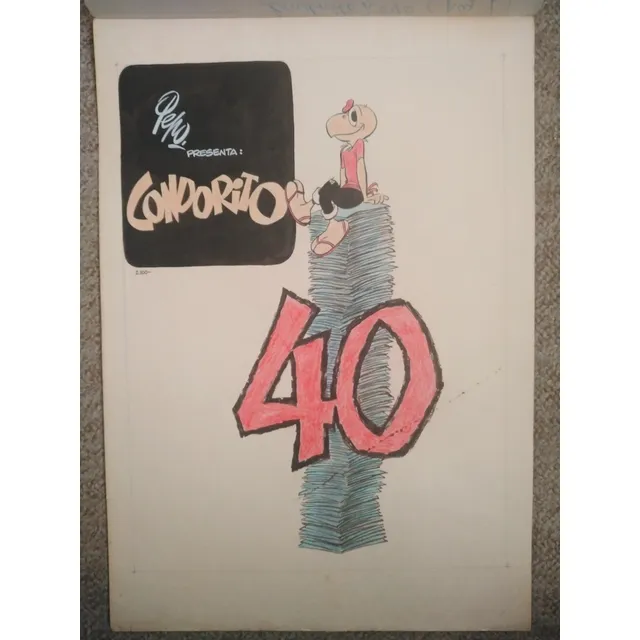 Pepo.
PRESENTA:
CONDORITO
40